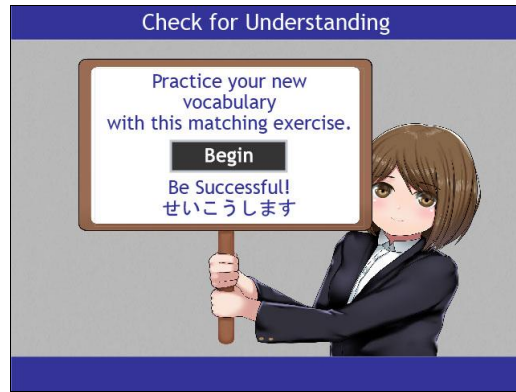 Check for Understanding
Practice your new
vocabulary
with this matching exercise.
Begin
Be Successful!
せいこうします